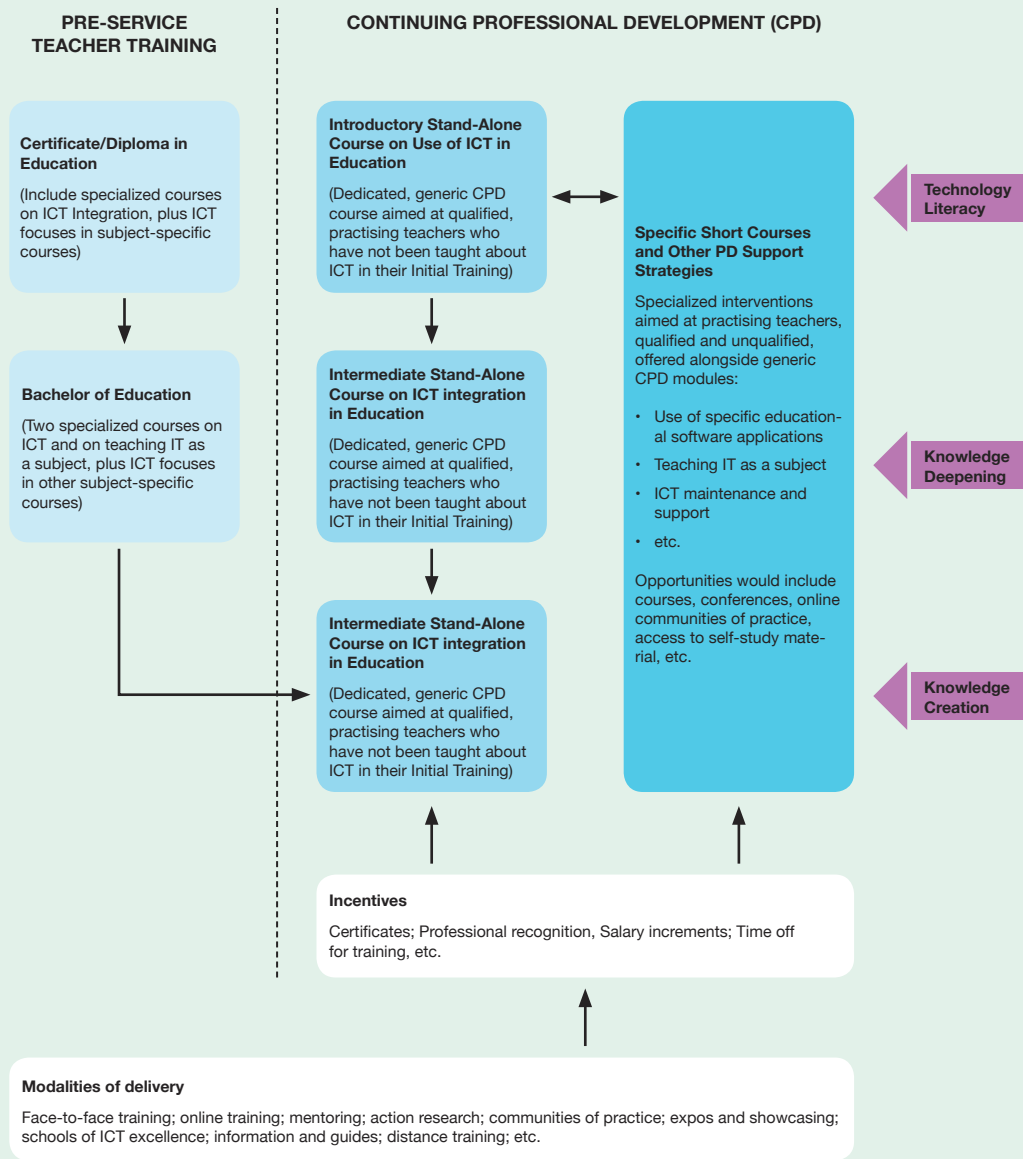 PRE-SERVICE
TEACHER TRAINING
CONTINUING PROFESSIONAL DEVELOPMENT (CPD)
Certificate/Diploma in
Education
(Include specialized courses
on ICT Integration, plus ICT
focuses in subject-specific
courses)
Bachelor of Education
(Two specialized courses on
ICT and on teaching IT as
a subject, plus ICT focuses
in other subject-specific
courses)
Introductory Stand-Alone
Course on Use of ICT in
Education
(Dedicated, generic CPD
course aimed at qualified,
practising teachers who
have not been taught about
ICT in their Initial Training)
Intermediate Stand-Alone
Course on ICT integration
in Education
(Dedicated, generic CPD
course aimed at qualified,
practising teachers who
have not been taught about
ICT in their Initial Training)
Intermediate Stand-Alone
Course on ICT integration
in Education
(Dedicated, generic CPD
course aimed at qualified,
practising teachers who
have not been taught about
ICT in their Initial Training)
Specific Short Courses
and Other PD Support
Strategies
Specialized interventions
aimed at practising teachers,
qualified and unqualified,
offered alongside generic
CPD modules:
• Use of specific education-
al software applications
• Teaching IT as a subject
• ICT maintenance and
support
• etc.
Opportunities would include
courses, conferences, online
communities of practice,
access to self-study mate-
rial, etc.
Technology
Literacy
Knowledge
Deepening
Knowledge
Creation
Incentives
Certificates; Professional recognition, Salary increments; Time off
for training, etc.
Modalities of delivery
Face-to-face training; online training; mentoring; action research; communities of practice; expos and showcasing;
schools of ICT excellence; information and guides; distance training; etc.